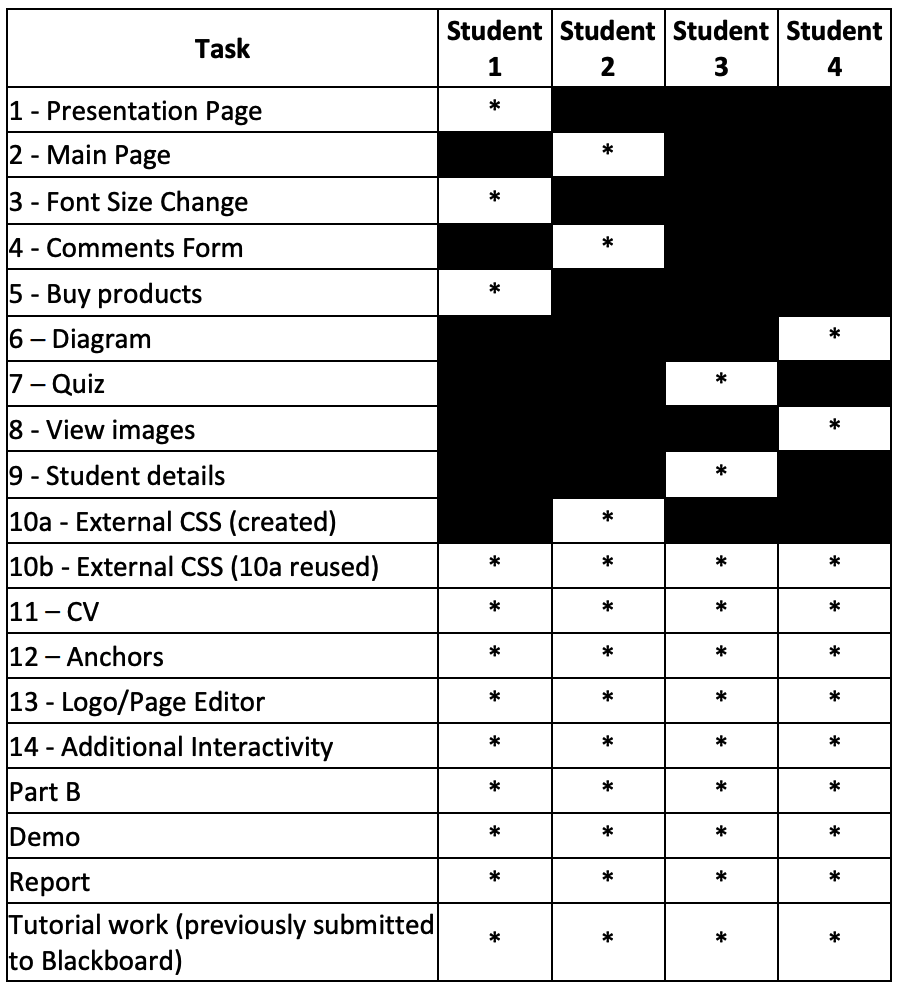 Task Student 1 Student 2 Student 3 Student 4
1 - Presentation Page *
2 - Main Page *
3 - Font Size Change *
4 - Comments Form *
5 - Buy products *
6 – Diagram *
7 – Quiz *
8 - View images *
9 - Student details *
10a - External CSS (created) *
10b - External CSS (10a reused) * * * *
11 – CV * * * *
12 – Anchors * * * *
13 - Logo/Page Editor * * * *
14 - Additional Interactivity * * * *
Part B * * * *
Demo * * * *
Report * * * *
Tutorial work (previously submitted
to Blackboard) * * * *